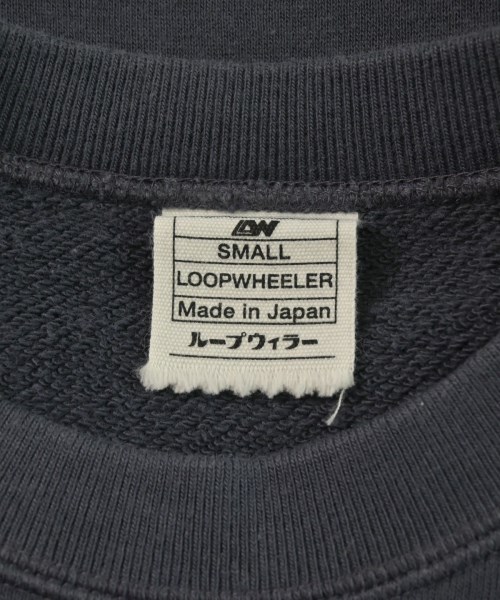 LW
SMALL
LOOPWHEELER
Made in Japan
ループウィラー